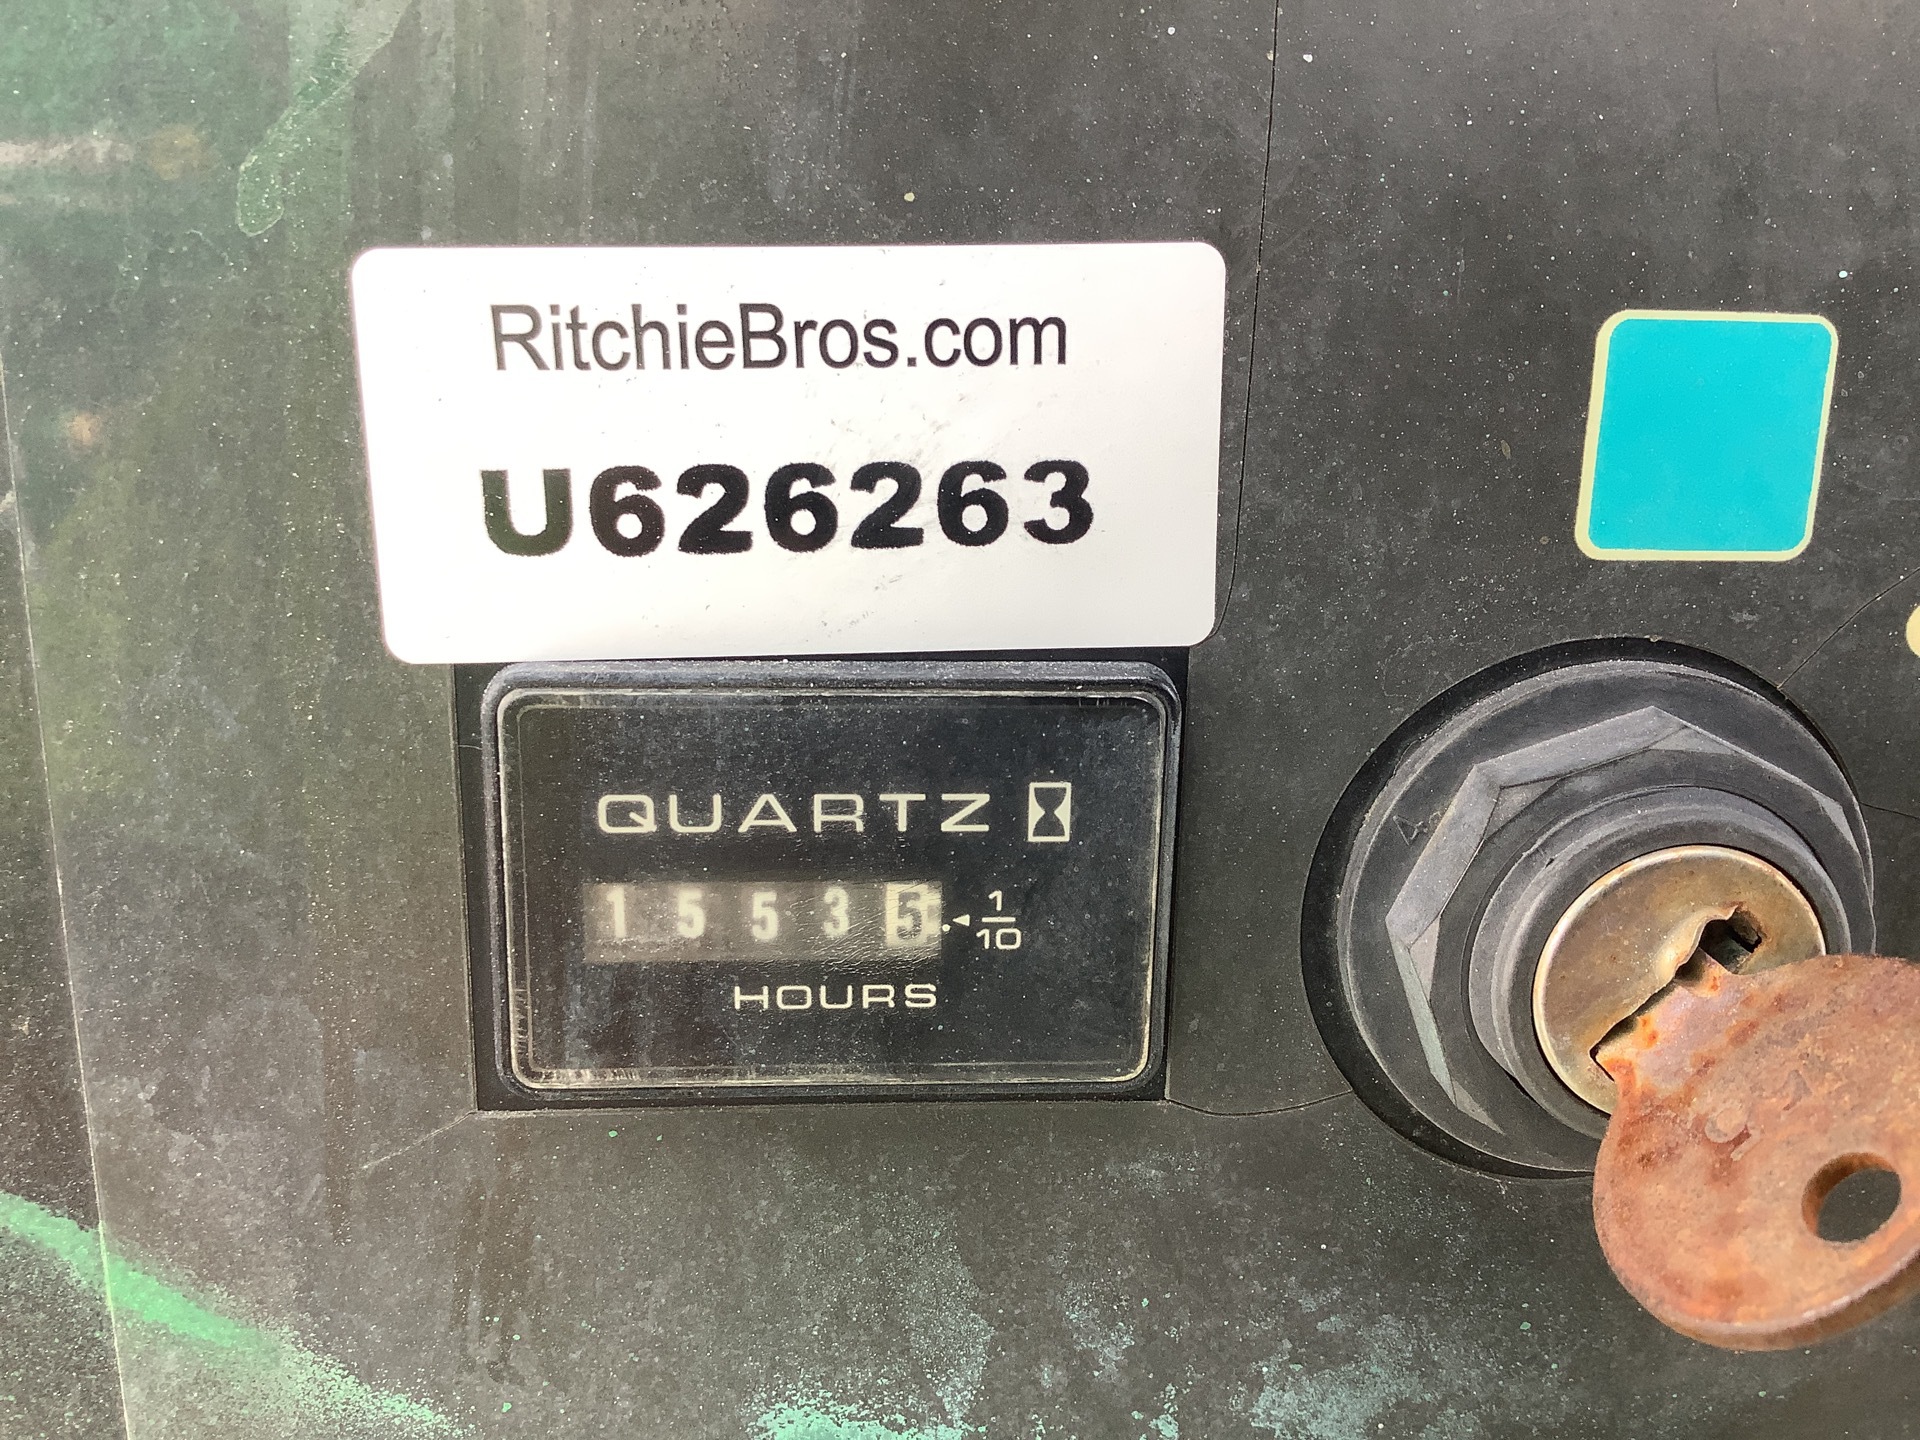 RitchieBros.com
U626263
QUARTZ
15535 1/10
HOURS